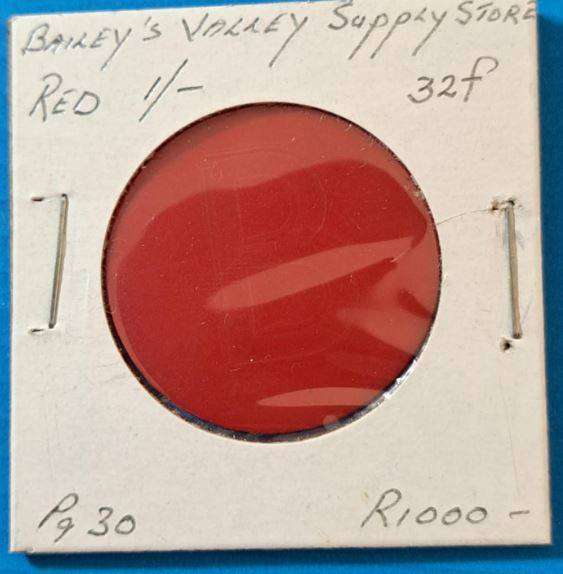 BAILEY'S VALLEY SUPPLY STORE
RED 1/- 32f
Pg 30 R1000 -